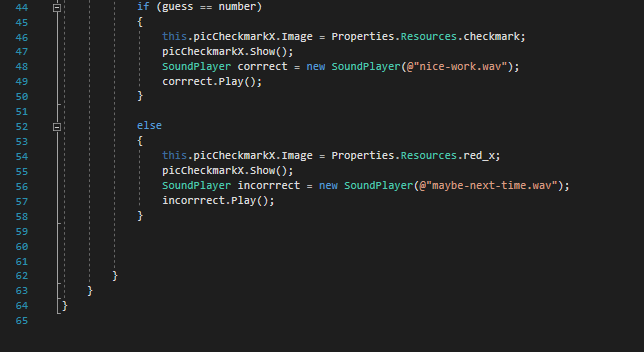 44 if (guess == number)
45 {
46 this.picCheckmarkX.Image = Properties.Resources.checkmark;
47 picCheckmarkX.Show();
48 SoundPlayer corrrect = new SoundPlayer(@"nice-work.wav");
49 corrrect.Play();
50 }
51
52 else
53 {
54 this.picCheckmarkX.Image = Properties.Resources.red_x;
55 picCheckmarkX.Show();
56 SoundPlayer incorrrect = new SoundPlayer(@"maybe-next-time.wav");
57 incorrrect.Play();
58 }
59
60
61
62 }
63 }
64 }
65